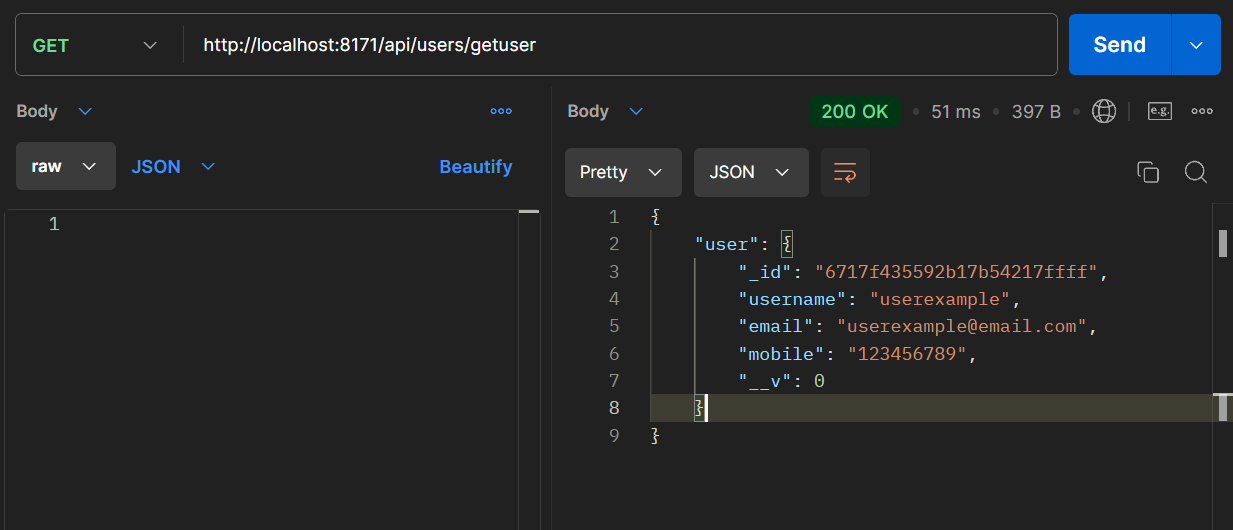 GET http://localhost:8171/api/users/getuser Send
Body
raw JSON Beautify
1
Body 200 OK • 51 ms • 397 B • e.g.
Pretty JSON
1 {
2 "user": {
3 "_id": "6717f435592b17b54217ffff",
4 "username": "userexample",
5 "email": "userexample@email.com",
6 "mobile": "123456789",
7 "__v": 0
8 }
9 }